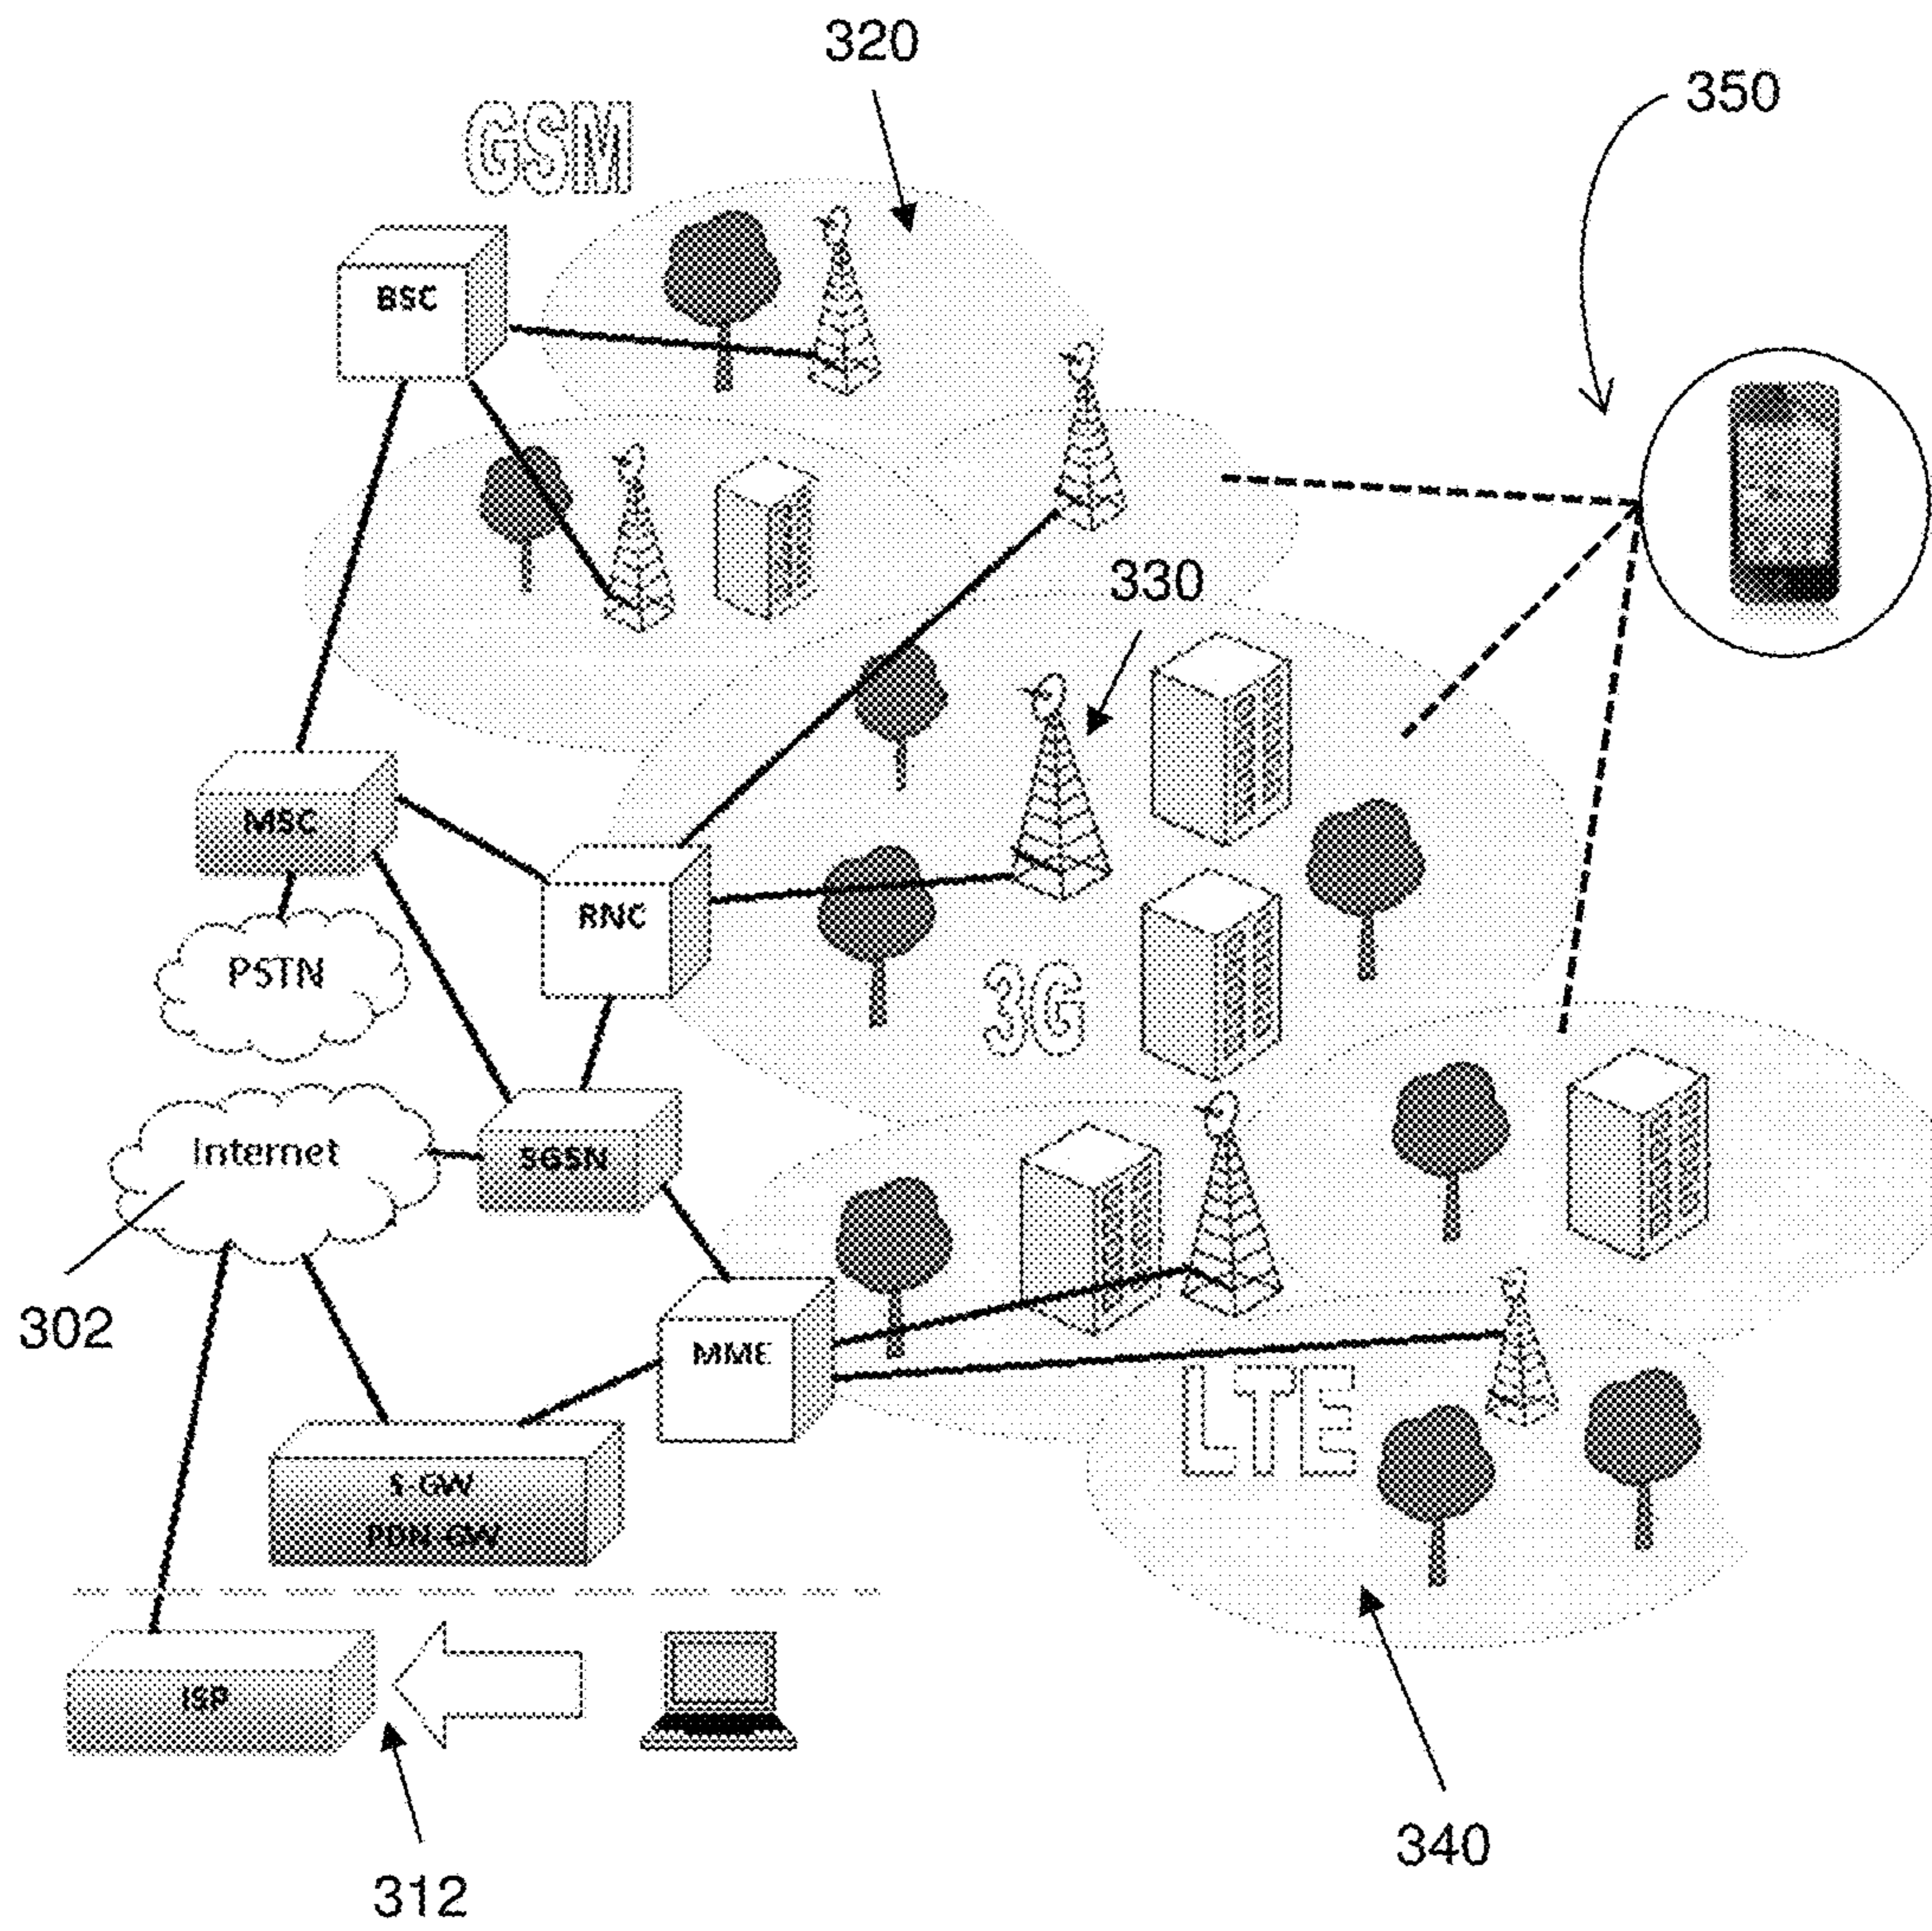 320
350
GSM
BSC
330
MSC
RNC
PSTN
3G
Internet
SGSN
302
MME
LTE
S-GW
PDN-GW
ISP
340
312